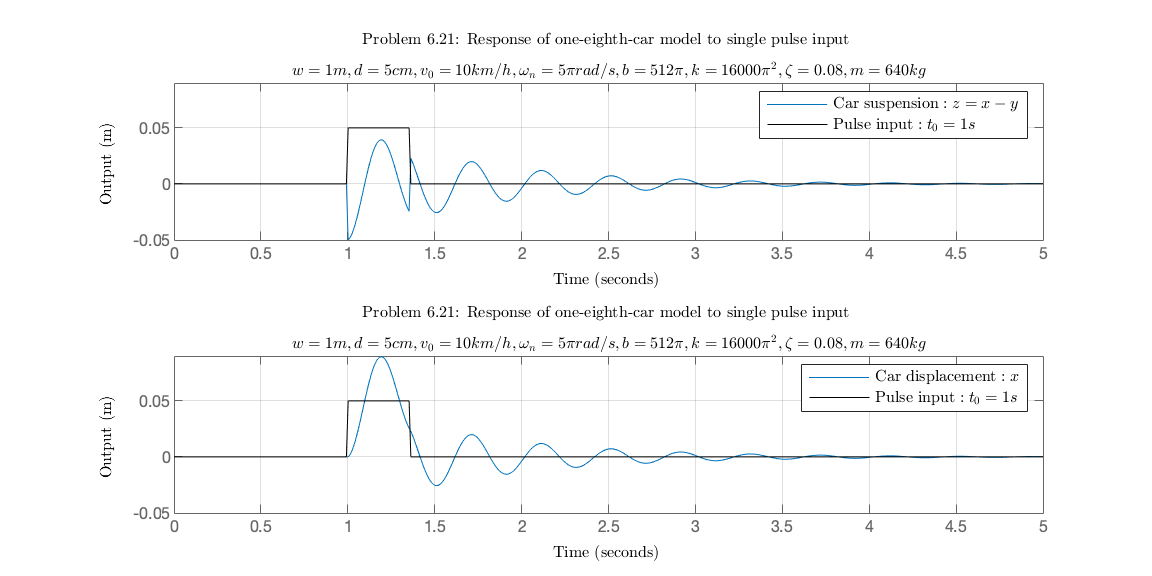 Problem 6.21: Response of one-eighth-car model to single pulse input
w = 1m, d = 5cm, v₀ = 10km/h, ωₙ = 5πrad/s, b = 512π, k = 16000π², ζ = 0.08, m = 640kg
Car suspension : z = x − y
Pulse input : t₀ = 1s
0.05
0
-0.05
Output (m)
0 0.5 1 1.5 2 2.5 3 3.5 4 4.5 5
Time (seconds)
Problem 6.21: Response of one-eighth-car model to single pulse input
w = 1m, d = 5cm, v₀ = 10km/h, ωₙ = 5πrad/s, b = 512π, k = 16000π², ζ = 0.08, m = 640kg
Car displacement : x
Pulse input : t₀ = 1s
0.05
0
-0.05
Output (m)
0 0.5 1 1.5 2 2.5 3 3.5 4 4.5 5
Time (seconds)